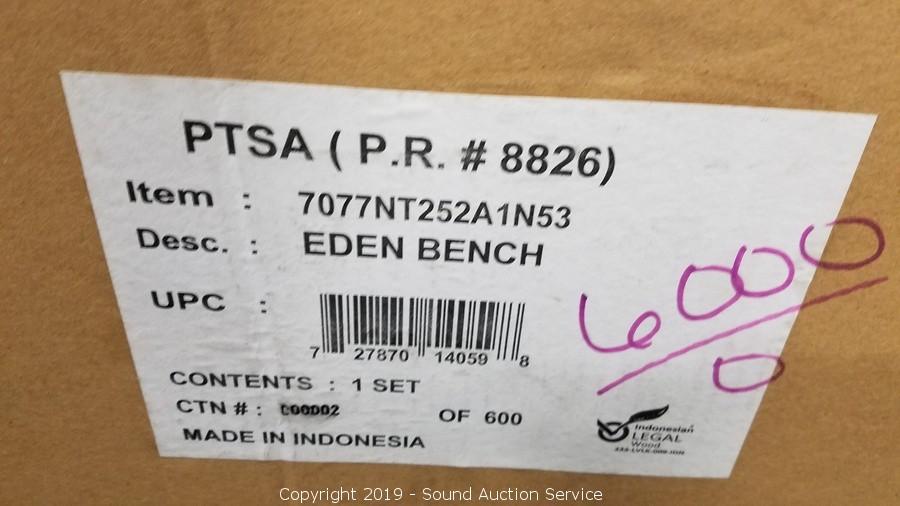 PTSA ( P.R. # 8826)
Item : 7077NT252A1N53
Desc. : EDEN BENCH
UPC :
7 27870 14059 8
CONTENTS : 1 SET
CTN # : 000002 OF 600
MADE IN INDONESIA
Indonesian
LEGAL
Wood
6000
0
Copyright 2019 - Sound Auction Service